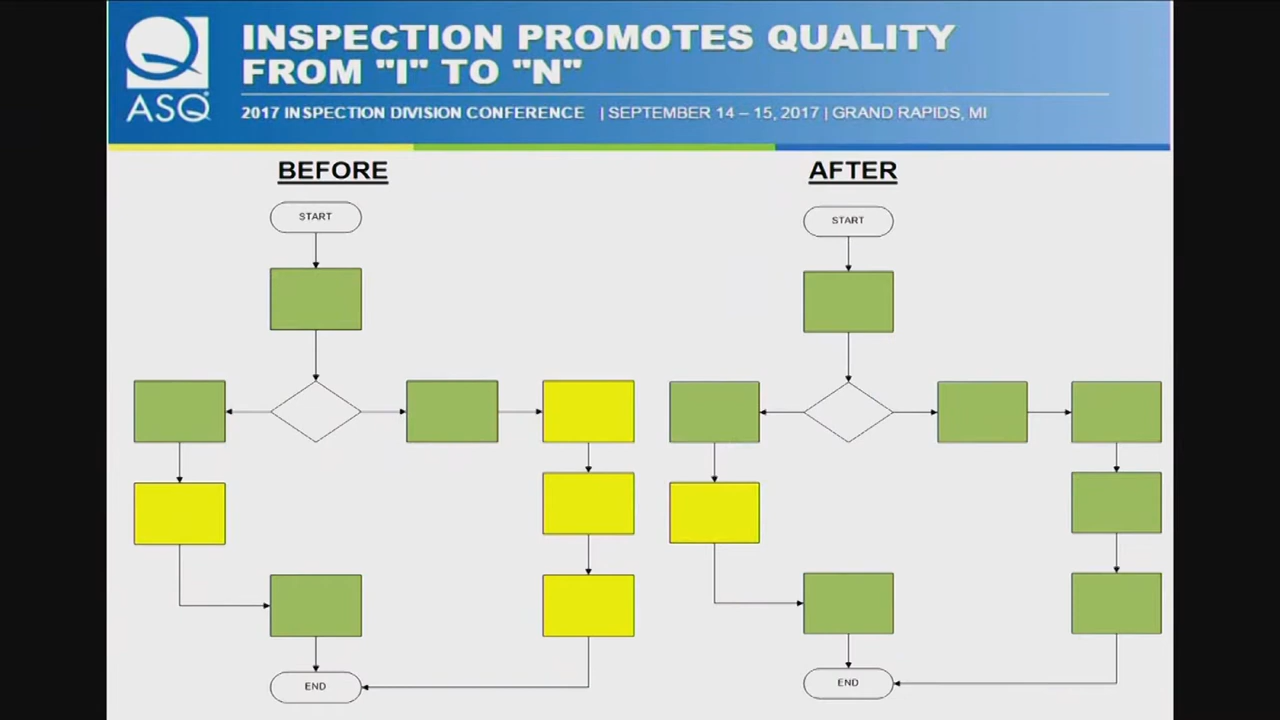 INSPECTION PROMOTES QUALITY
FROM "I" TO "N"
ASQ
2017 INSPECTION DIVISION CONFERENCE | SEPTEMBER 14 – 15, 2017 | GRAND RAPIDS, MI
BEFORE
START
END
AFTER
START
END